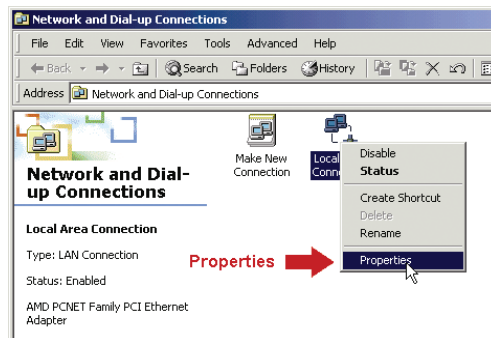 Network and Dial-up Connections
File Edit View Favorites Tools Advanced Help
Back Search Folders History
Address Network and Dial-up Connections
Network and Dial-
up Connections
Local Area Connection
Type: LAN Connection
Status: Enabled
AMD PCNET Family PCI Ethernet
Adapter
Make New
Connection
Local
Conn
Disable
Status
Create Shortcut
Delete
Rename
Properties
Properties